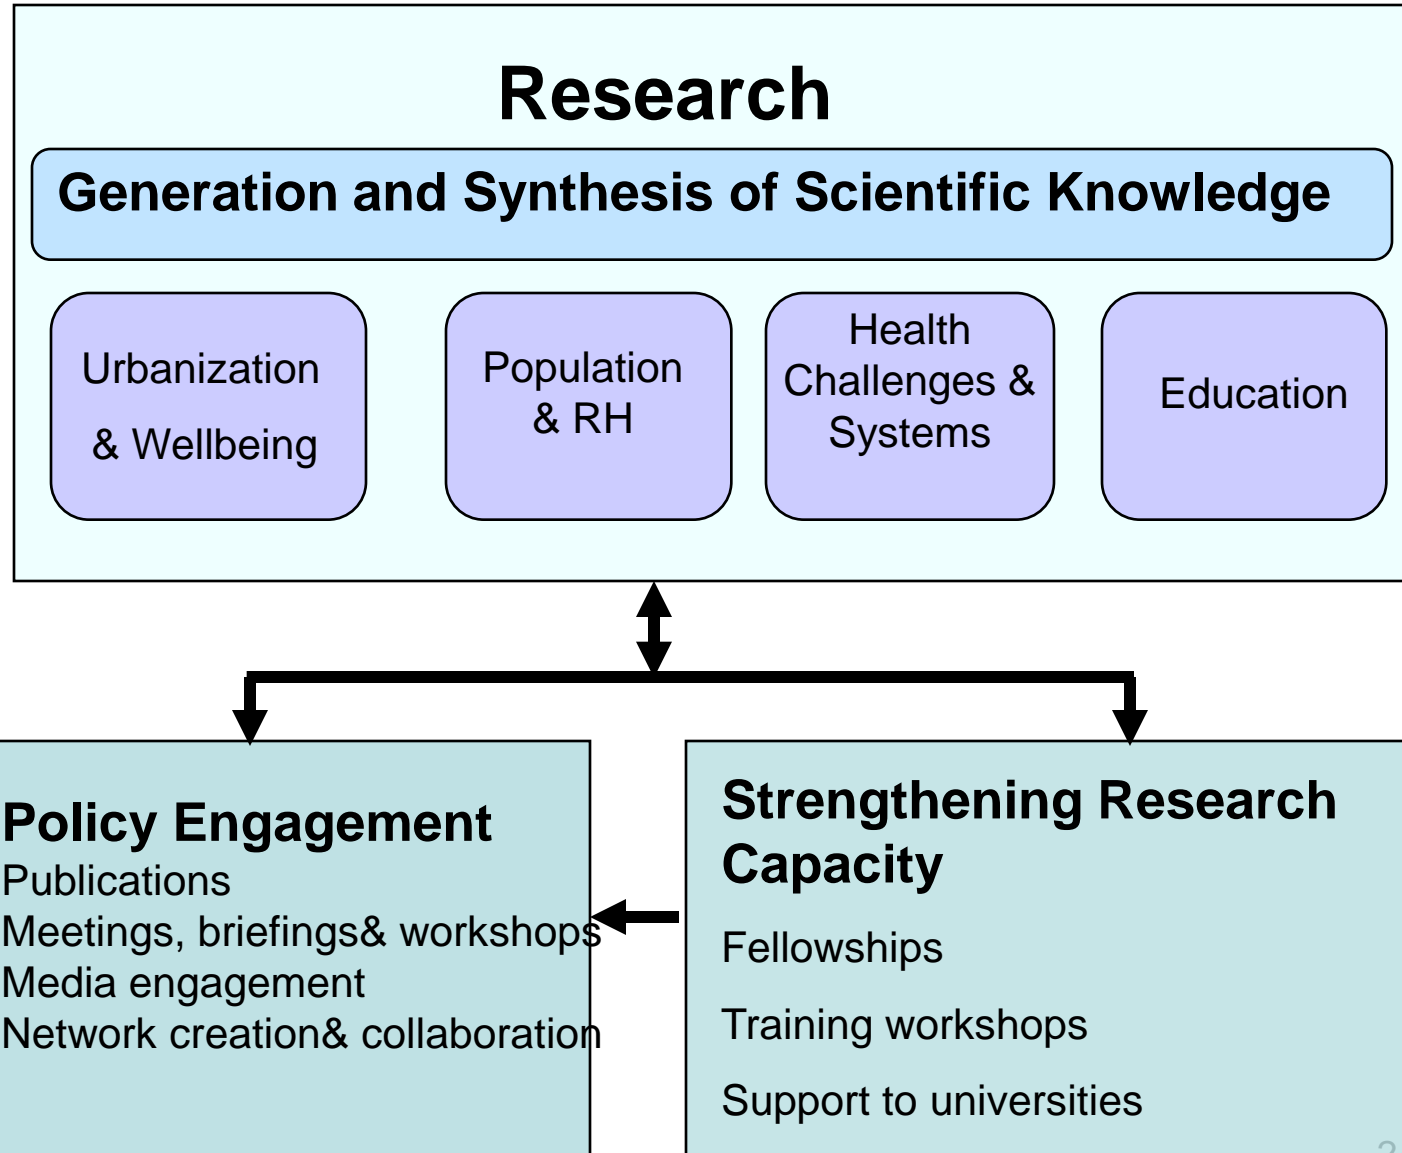 Research
Generation and Synthesis of Scientific Knowledge
Urbanization
& Wellbeing
Population
& RH
Health
Challenges &
Systems
Education
Policy Engagement
Publications
Meetings, briefings& workshops
Media engagement
Network creation& collaboration
Strengthening Research
Capacity
Fellowships
Training workshops
Support to universities
2